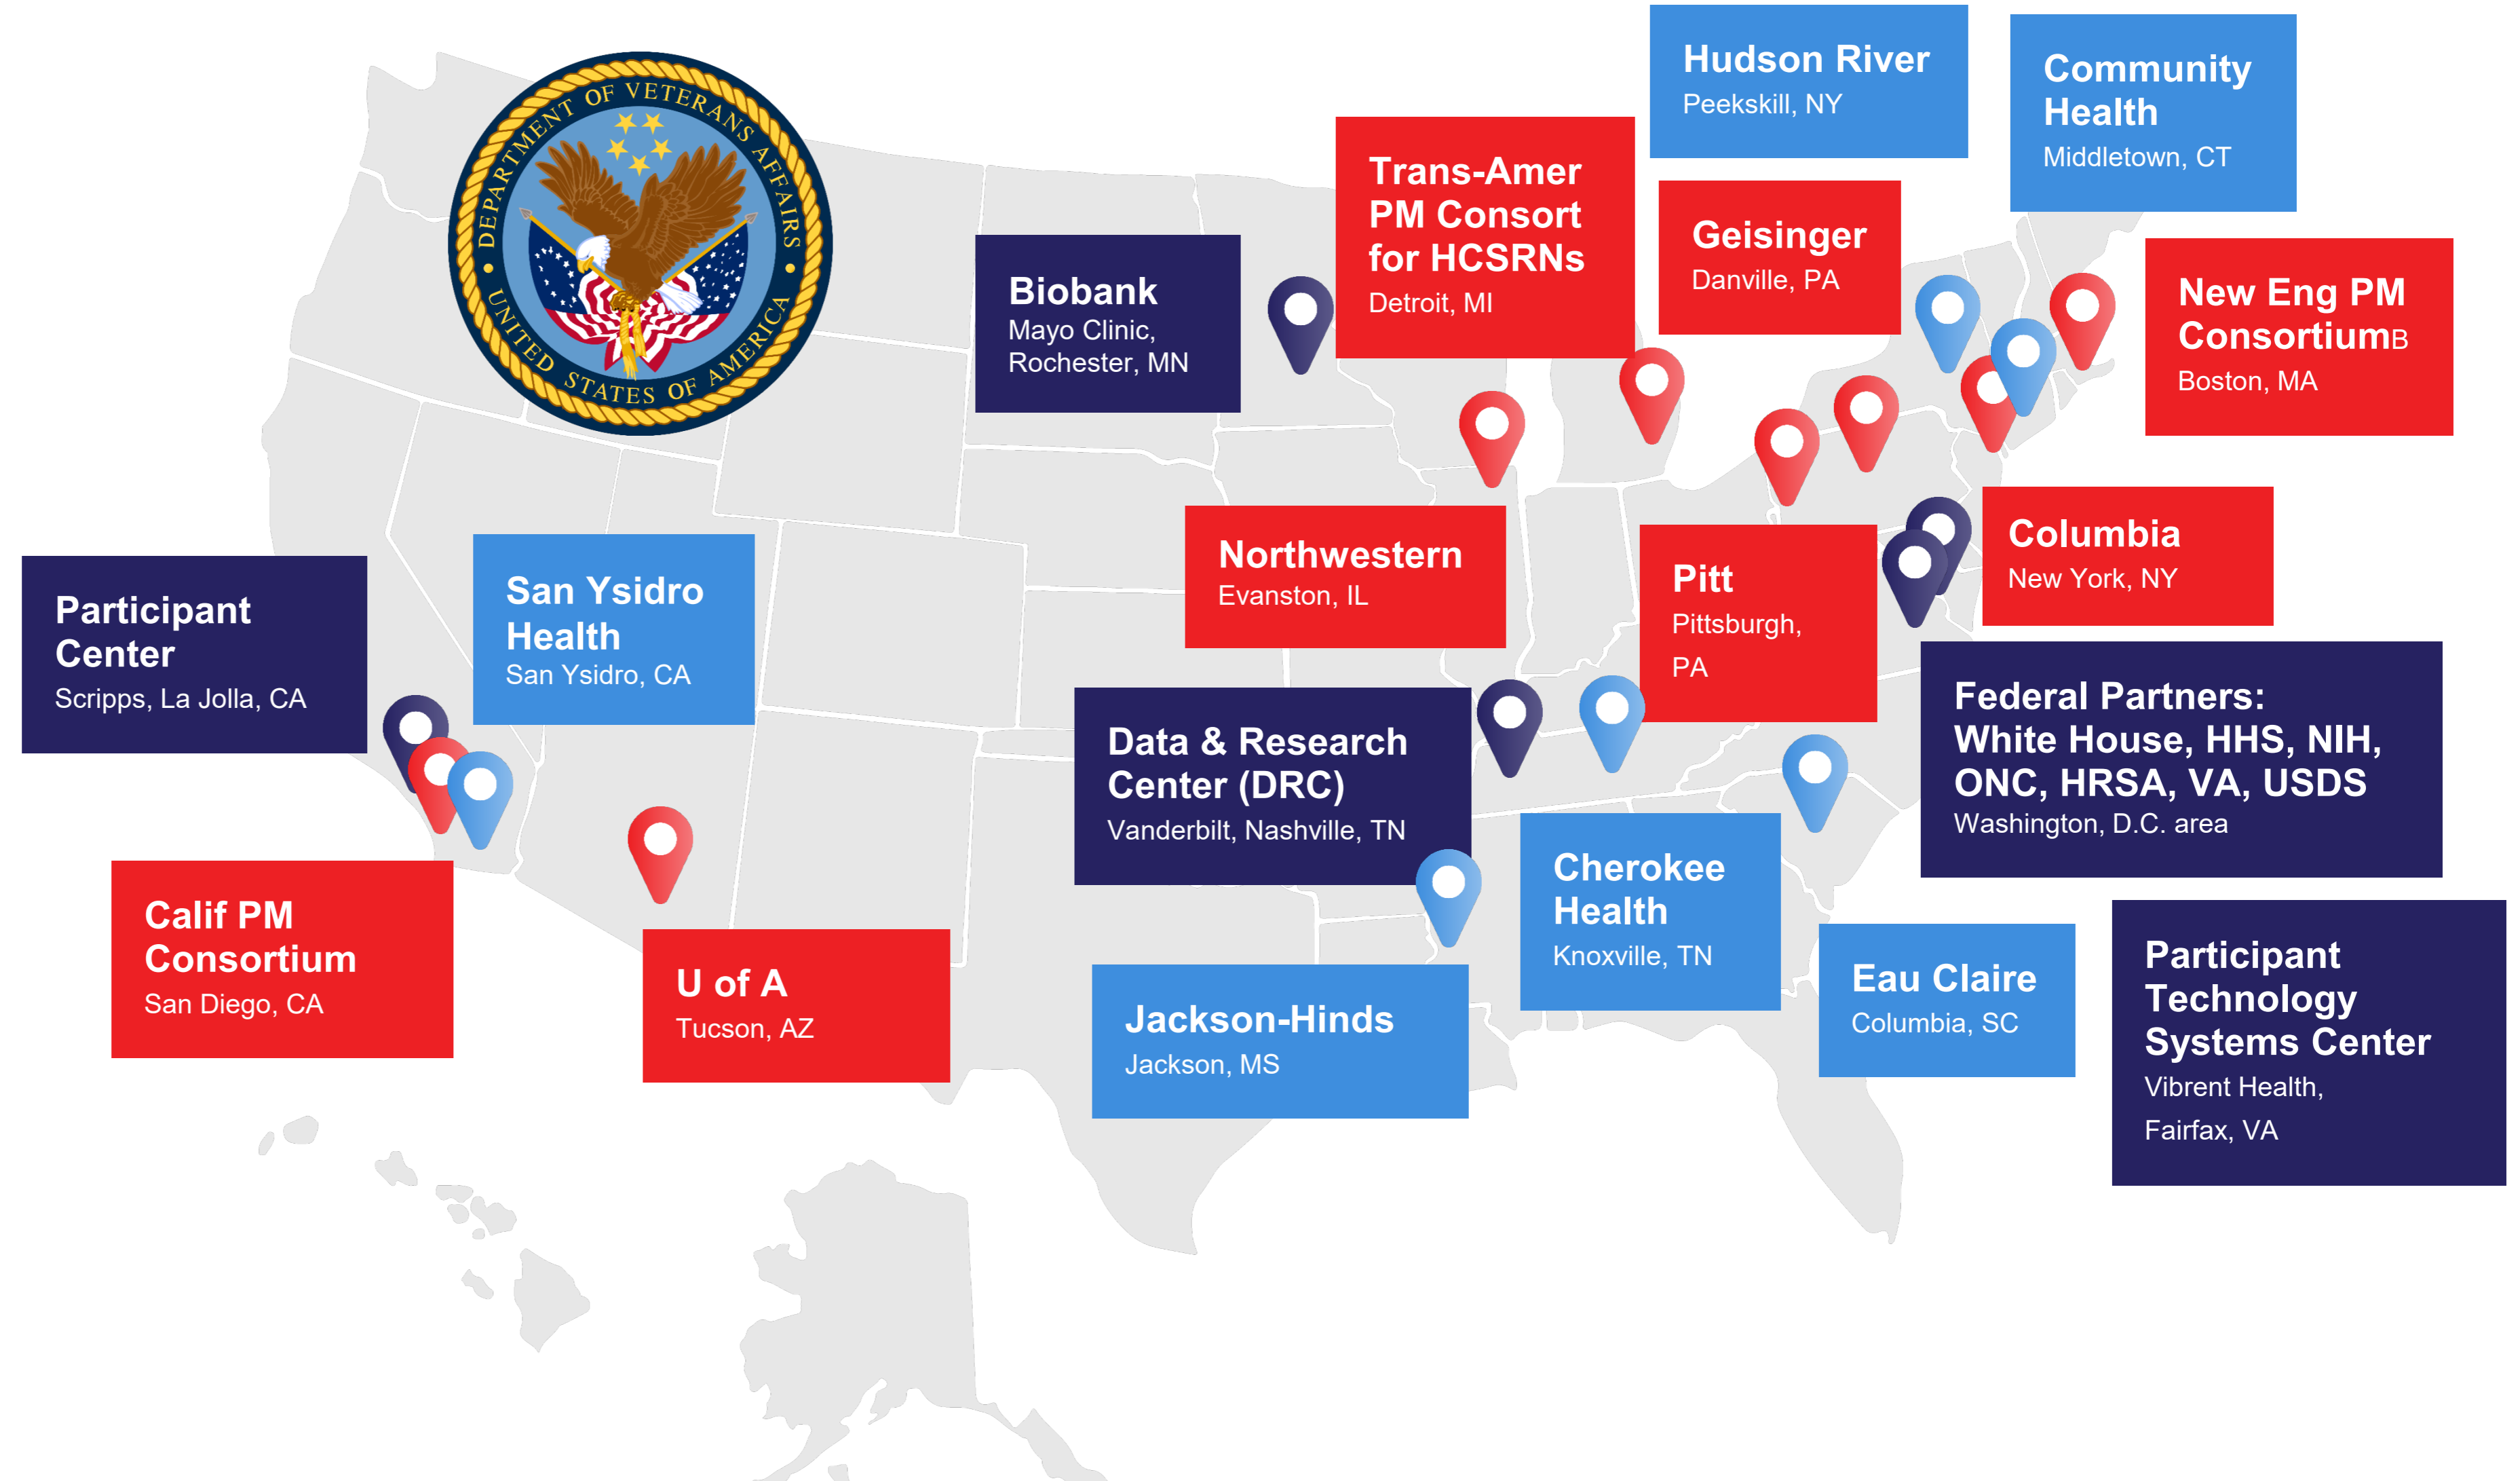 DEPARTMENT OF VETERANS AFFAIRS
UNITED STATES OF AMERICA
Hudson River
Peekskill, NY
Community
Health
Middletown, CT
Trans-Amer
PM Consort
for HCSRNs
Detroit, MI
Geisinger
Danville, PA
Biobank
Mayo Clinic,
Rochester, MN
New Eng PM
ConsortiumB
Boston, MA
Northwestern
Evanston, IL
Columbia
New York, NY
Pitt
Pittsburgh,
PA
Participant
Center
Scripps, La Jolla, CA
San Ysidro
Health
San Ysidro, CA
Data & Research
Center (DRC)
Vanderbilt, Nashville, TN
Federal Partners:
White House, HHS, NIH,
ONC, HRSA, VA, USDS
Washington, D.C. area
Calif PM
Consortium
San Diego, CA
U of A
Tucson, AZ
Cherokee
Health
Knoxville, TN
Jackson-Hinds
Jackson, MS
Eau Claire
Columbia, SC
Participant
Technology
Systems Center
Vibrent Health,
Fairfax, VA